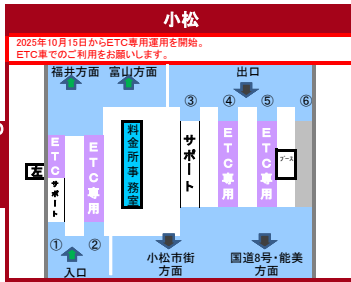 小松
2025年10月15日からETC専用運用を開始。
ETC車でのご利用をお願いします。
福井方面 富山方面 出口
③ ④ ⑤ ⑥
左
ETCサポート
ETC専用
料金所事務室
サポート
ETC専用
ETC専用
ブース
① ②
入口
小松市街
方面
国道8号・能美
方面